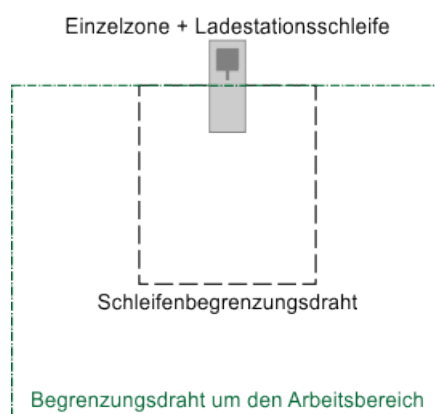 Einzelzone + Ladestationsschleife
Schleifenbegrenzungsdraht
Begrenzungsdraht um den Arbeitsbereich